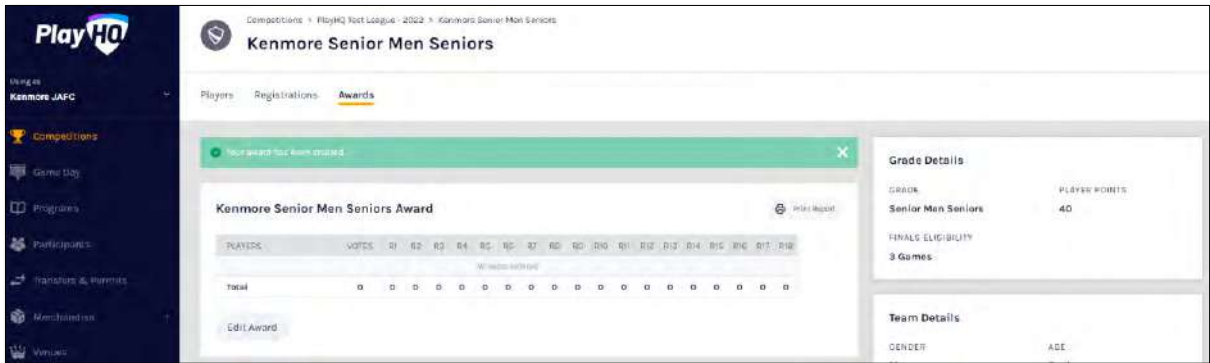 PlayHQ
Using as
Kenmore JAFC
Competitions
Game Day
Programs
Participants
Transfers & Permits
Merchandise
Venues
Competitions > PlayHQ Test League - 2022 > Kenmore Senior Men Seniors
Kenmore Senior Men Seniors
Players Registrations Awards
Your award has been created.
Kenmore Senior Men Seniors Award
Print Report
PLAYERS VOTES R1 R2 R3 R4 R5 R6 R7 R8 R9 R10 R11 R12 R13 R14 R15 R16 R17 R18
Total 0 0 0 0 0 0 0 0 0 0 0 0 0 0 0 0 0 0 0
Edit Award
Grade Details
GRADE PLAYER POINTS
Senior Men Seniors 40
FINALS ELIGIBILITY
3 Games
Team Details
GENDER AGE